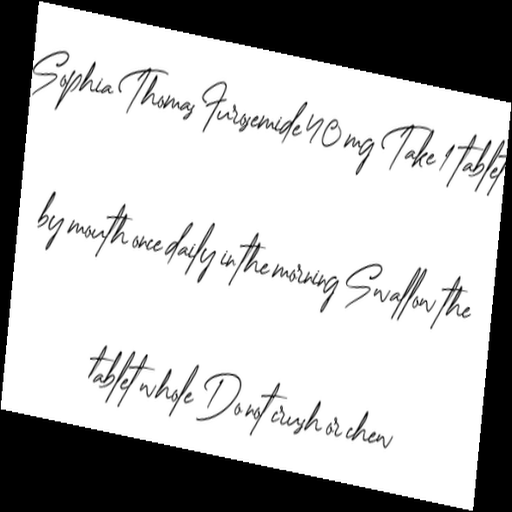 Sophia Thomas Furosemide 40 mg Take 1 tablet
by mouth once daily in the morning Swallow the
tablet whole Do not crush or chew